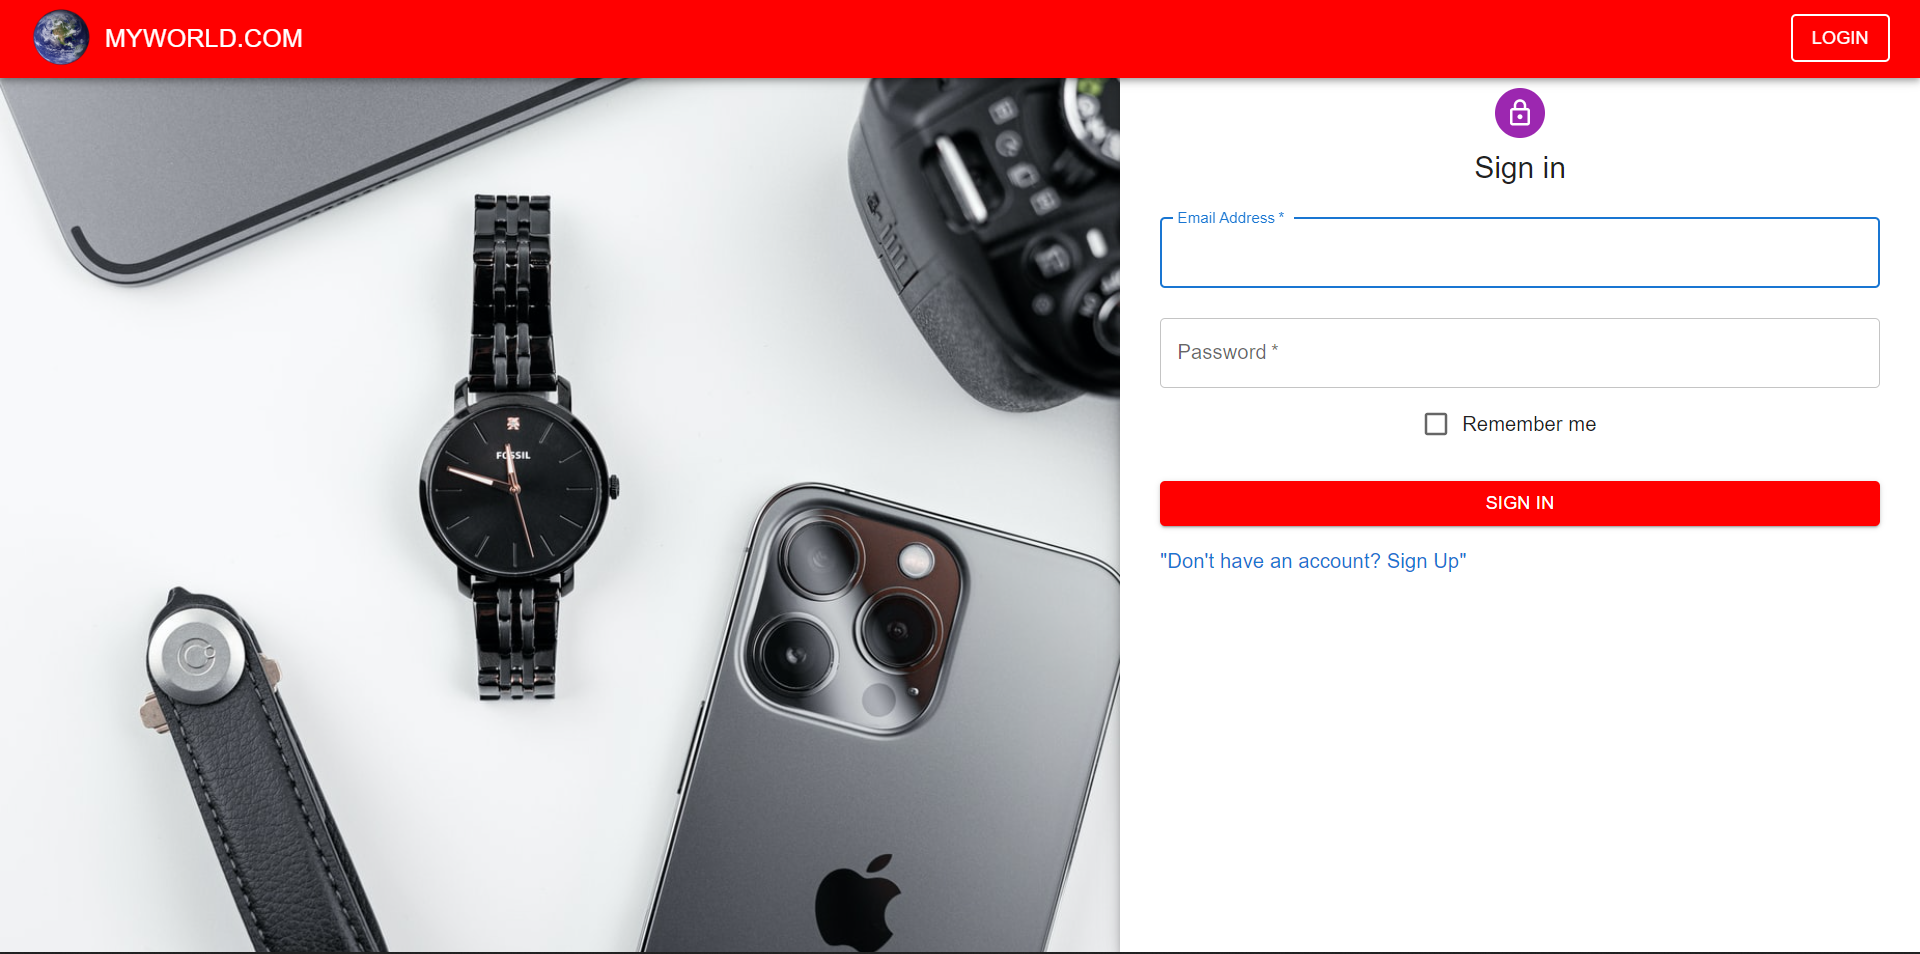 MYWORLD.COM
LOGIN
FOSSIL
Sign in
Email Address *
Password *
Remember me
SIGN IN
"Don't have an account? Sign Up"